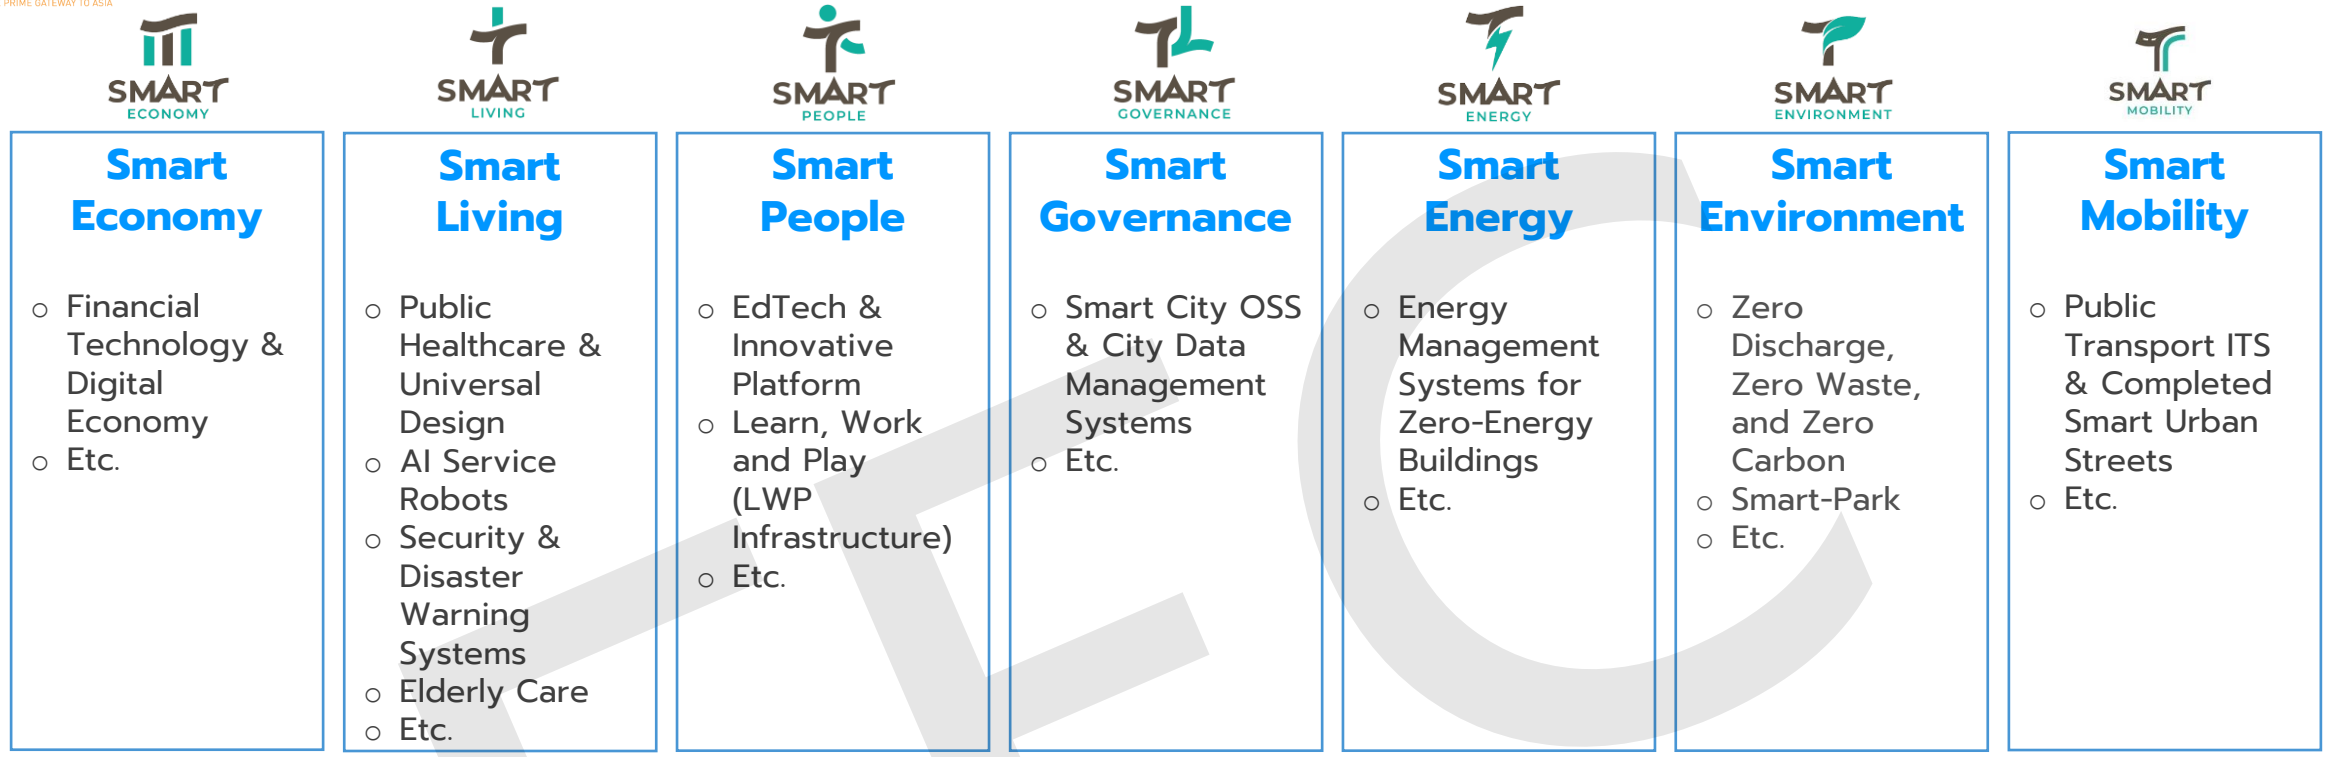 PRIME GATEWAY TO ASIA
SMART
ECONOMY
SMART
LIVING
SMART
PEOPLE
SMART
GOVERNANCE
SMART
ENERGY
SMART
ENVIRONMENT
SMART
MOBILITY
Smart
Economy
○ Financial
Technology &
Digital
Economy
○ Etc.
Smart
Living
○ Public
Healthcare &
Universal
Design
○ AI Service
Robots
○ Security &
Disaster
Warning
Systems
○ Elderly Care
○ Etc.
Smart
People
○ EdTech &
Innovative
Platform
○ Learn, Work
and Play
(LWP
Infrastructure)
○ Etc.
Smart
Governance
○ Smart City OSS
& City Data
Management
Systems
○ Etc.
Smart
Energy
○ Energy
Management
Systems for
Zero-Energy
Buildings
○ Etc.
Smart
Environment
○ Zero
Discharge,
Zero Waste,
and Zero
Carbon
○ Smart-Park
○ Etc.
Smart
Mobility
○ Public
Transport ITS
& Completed
Smart Urban
Streets
○ Etc.